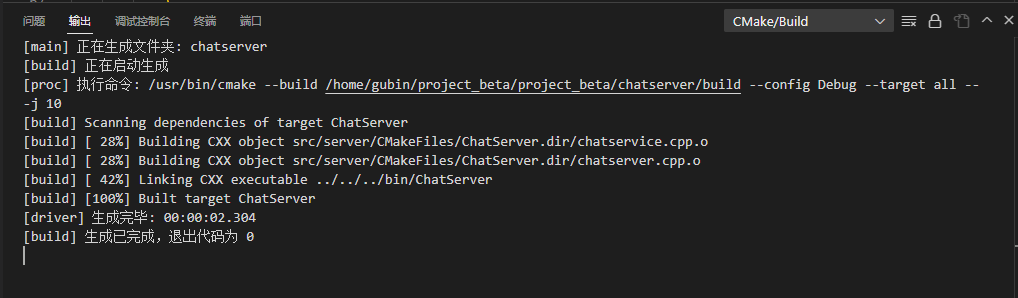 问题 输出 调试控制台 终端 端口 CMake/Build
[main] 正在生成文件夹: chatserver
[build] 正在启动生成
[proc] 执行命令: /usr/bin/cmake --build /home/gubin/project_beta/project_beta/chatserver/build --config Debug --target all --
-j 10
[build] Scanning dependencies of target ChatServer
[build] [ 28%] Building CXX object src/server/CMakeFiles/ChatServer.dir/chatservice.cpp.o
[build] [ 28%] Building CXX object src/server/CMakeFiles/ChatServer.dir/chatserver.cpp.o
[build] [ 42%] Linking CXX executable ../../../bin/ChatServer
[build] [100%] Built target ChatServer
[driver] 生成完毕: 00:00:02.304
[build] 生成已完成，退出代码为 0